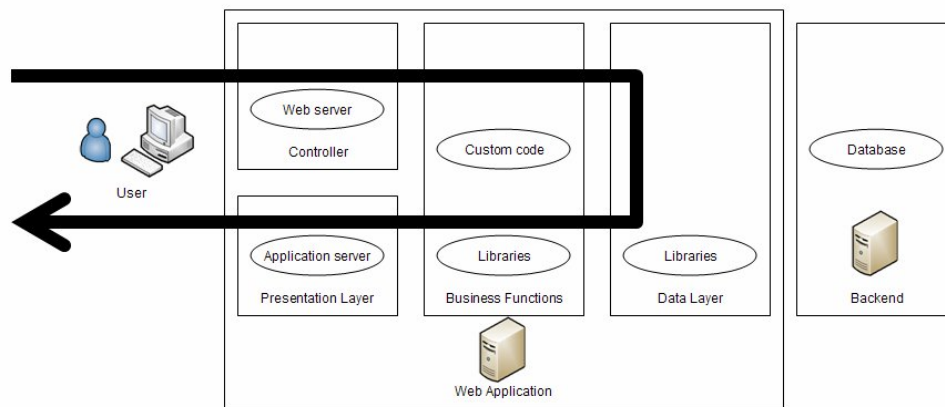 Web server
Controller
Custom code
Database
User
Application server
Libraries
Libraries
Presentation Layer
Business Functions
Data Layer
Backend
Web Application